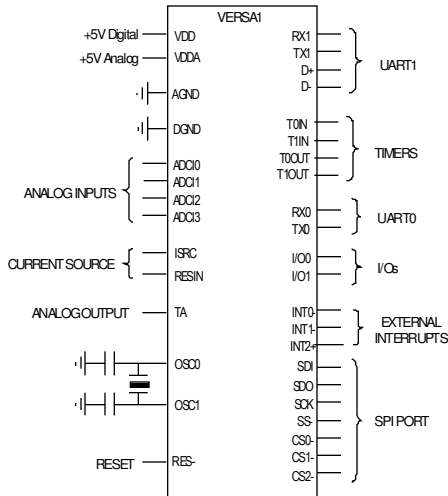 VERSA1
+5V Digital
VDD
+5V Analog
VDDA
AGND
DGND
ANALOG INPUTS
ADCI0
ADCI1
ADCI2
ADCI3
CURRENT SOURCE
ISRC
RESIN
ANALOG OUTPUT
TA
OSC0
OSC1
RESET
RES-
RX1
TX1
D+
D-
UART1
T0IN
T1IN
T0OUT
T1OUT
TIMERS
RX0
TX0
UART0
I/O0
I/O1
I/Os
INT0-
INT1-
INT2+
EXTERNAL
INTERRUPTS
SDI
SDO
SCK
SS-
CS0-
CS1-
CS2-
SPI PORT